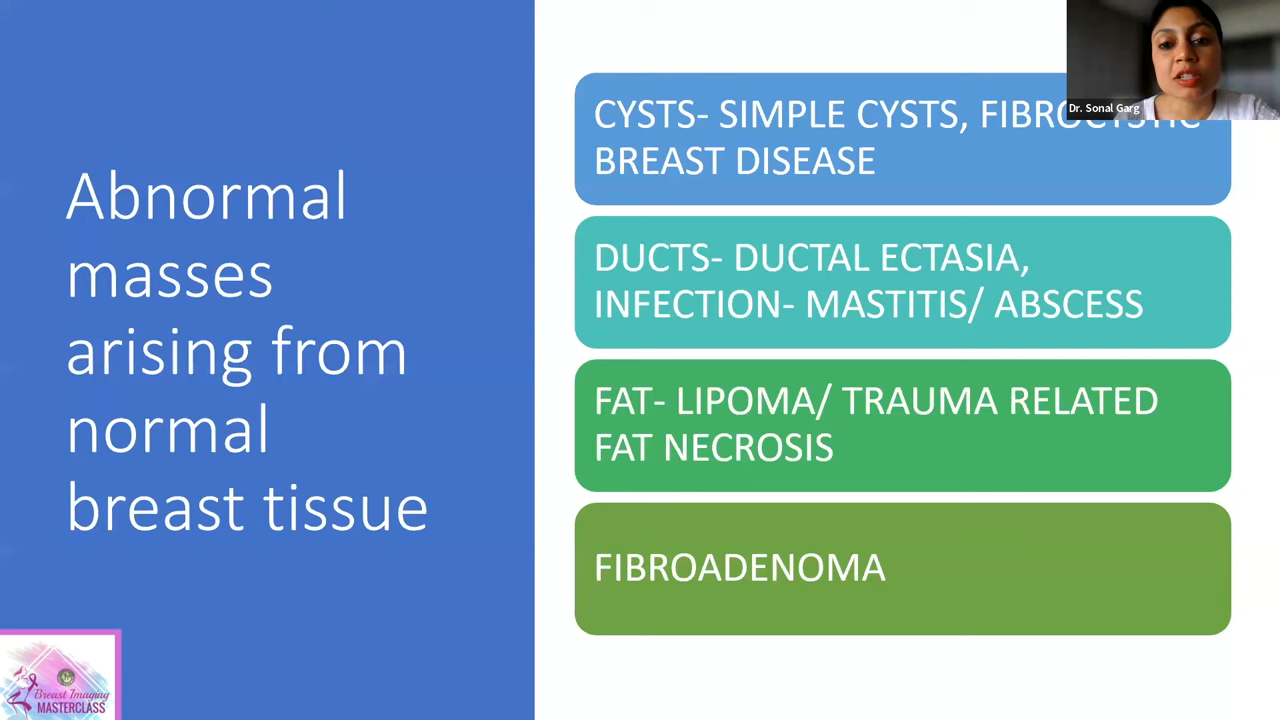 Abnormal
masses
arising from
normal
breast tissue
CYSTS- SIMPLE CYSTS, FIBROCYSTIC
BREAST DISEASE
DUCTS- DUCTAL ECTASIA,
INFECTION- MASTITIS/ ABSCESS
FAT- LIPOMA/ TRAUMA RELATED
FAT NECROSIS
FIBROADENOMA
Dr. Sonal Garg
Breast Imaging
MASTERCLASS